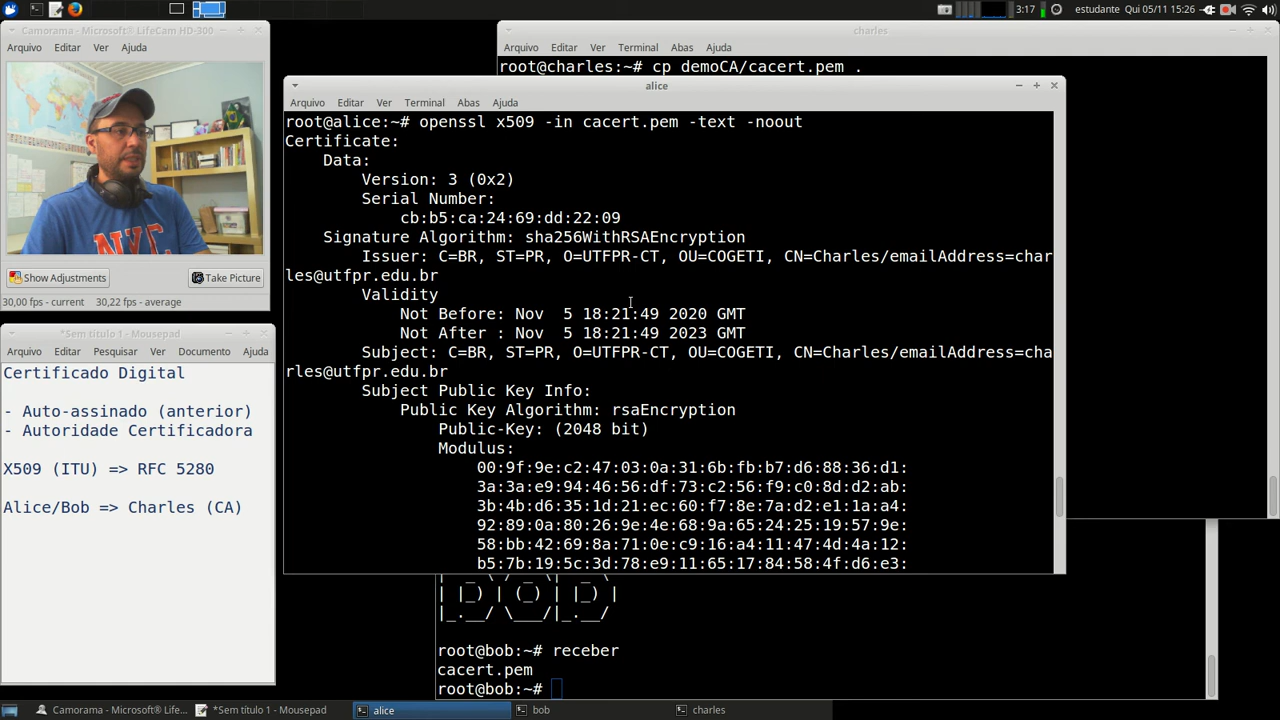 3:17 estudante Qui 05/11 15:26
Camorama - Microsoft® LifeCam HD-300
Arquivo Editar Ver Ajuda
Show Adjustments Take Picture
30,00 fps - current 30,22 fps - average
*Sem título 1 - Mousepad
Arquivo Editar Pesquisar Ver Documento Ajuda
Certificado Digital
- Auto-assinado (anterior)
- Autoridade Certificadora
X509 (ITU) => RFC 5280
Alice/Bob => Charles (CA)
charles
Arquivo Editar Ver Terminal Abas Ajuda
root@charles:~# cp demoCA/cacert.pem .
alice
Arquivo Editar Ver Terminal Abas Ajuda
root@alice:~# openssl x509 -in cacert.pem -text -noout
Certificate:
Data:
Version: 3 (0x2)
Serial Number:
cb:b5:ca:24:69:dd:22:09
Signature Algorithm: sha256WithRSAEncryption
Issuer: C=BR, ST=PR, O=UTFPR-CT, OU=COGETI, CN=Charles/emailAddress=char
les@utfpr.edu.br
Validity
Not Before: Nov  5 18:21:49 2020 GMT
Not After : Nov  5 18:21:49 2023 GMT
Subject: C=BR, ST=PR, O=UTFPR-CT, OU=COGETI, CN=Charles/emailAddress=cha
rles@utfpr.edu.br
Subject Public Key Info:
Public Key Algorithm: rsaEncryption
Public-Key: (2048 bit)
Modulus:
00:9f:9e:c2:47:03:0a:31:6b:fb:b7:d6:88:36:d1:
3a:3a:e9:94:46:56:df:73:c2:56:f9:c0:8d:d2:ab:
3b:4b:d6:35:1d:21:ec:60:f7:8e:7a:d2:e1:1a:a4:
92:89:0a:80:26:9e:4e:68:9a:65:24:25:19:57:9e:
58:bb:42:69:8a:71:0e:c9:16:a4:11:47:4d:4a:12:
b5:7b:19:5c:3d:78:e9:11:65:17:84:58:4f:d6:e3:
root@bob:~# receber
cacert.pem
root@bob:~#
Camorama - Microsoft® LifeC... *Sem título 1 - Mousepad alice bob charles